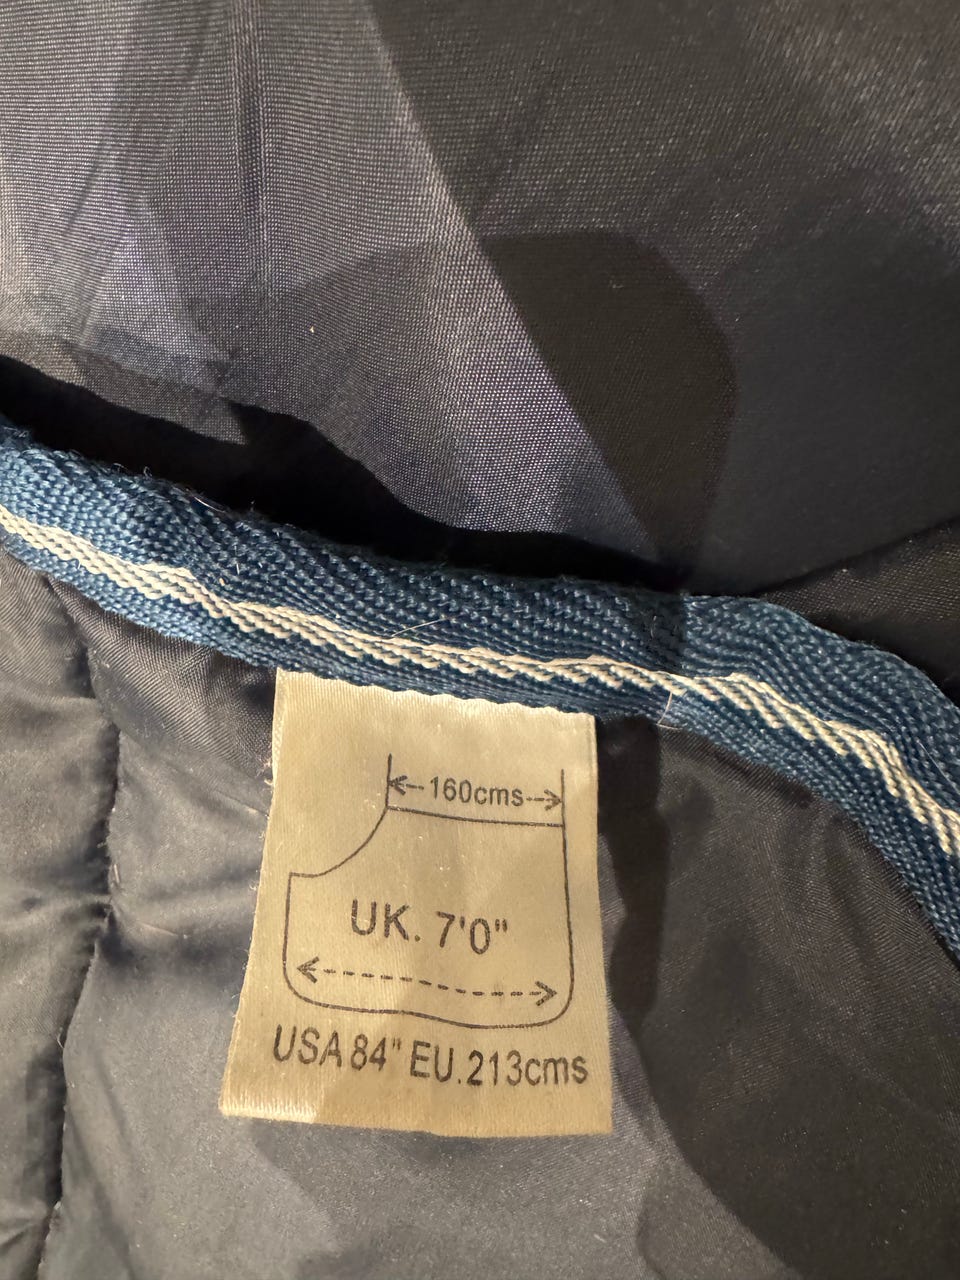 160cms
UK. 7'0"
USA 84" EU.213cms